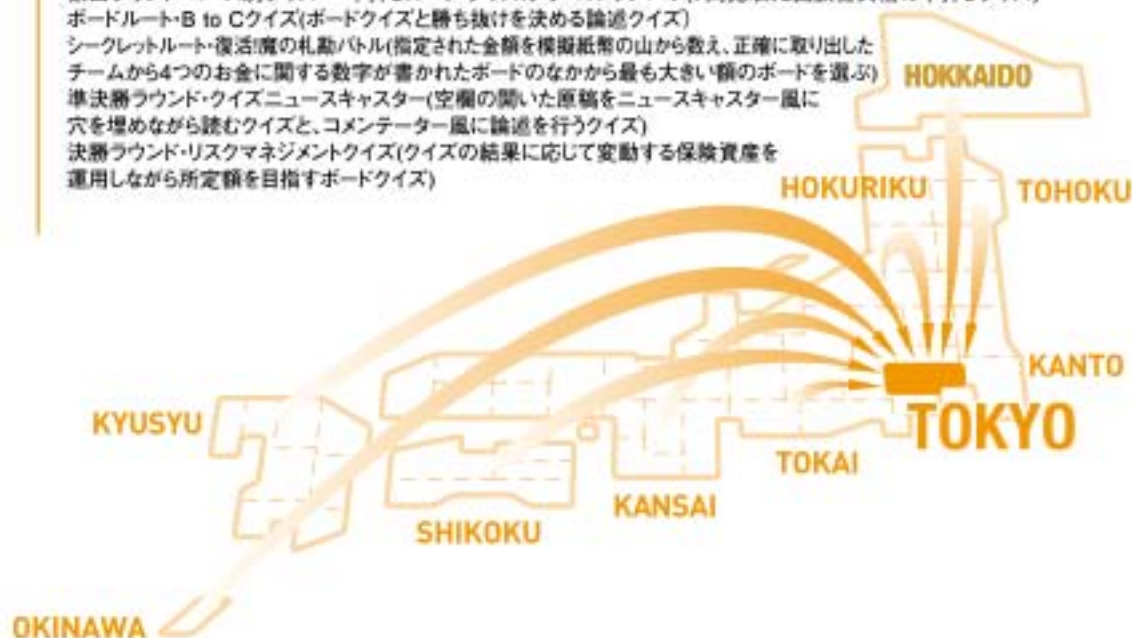 ボードルート・B to Cクイズ(ボードクイズと勝ち抜けを決める論述クイズ)
シークレットルート・復活!魔の札勘バトル(指定された金額を模擬紙幣の山から数え、正確に取り出した
チームから4つのお金に関する数字が書かれたボードのなかから最も大きい額のボードを選ぶ)
準決勝ラウンド・クイズニュースキャスター(空欄の開いた原稿をニュースキャスター風に
穴を埋めながら読むクイズと、コメンテーター風に論述を行うクイズ)
決勝ラウンド・リスクマネジメントクイズ(クイズの結果に応じて変動する保険資産を
運用しながら所定額を目指すボードクイズ)
HOKKAIDO
HOKURIKU
TOHOKU
KANTO
TOKYO
KYUSYU
TOKAI
KANSAI
SHIKOKU
OKINAWA